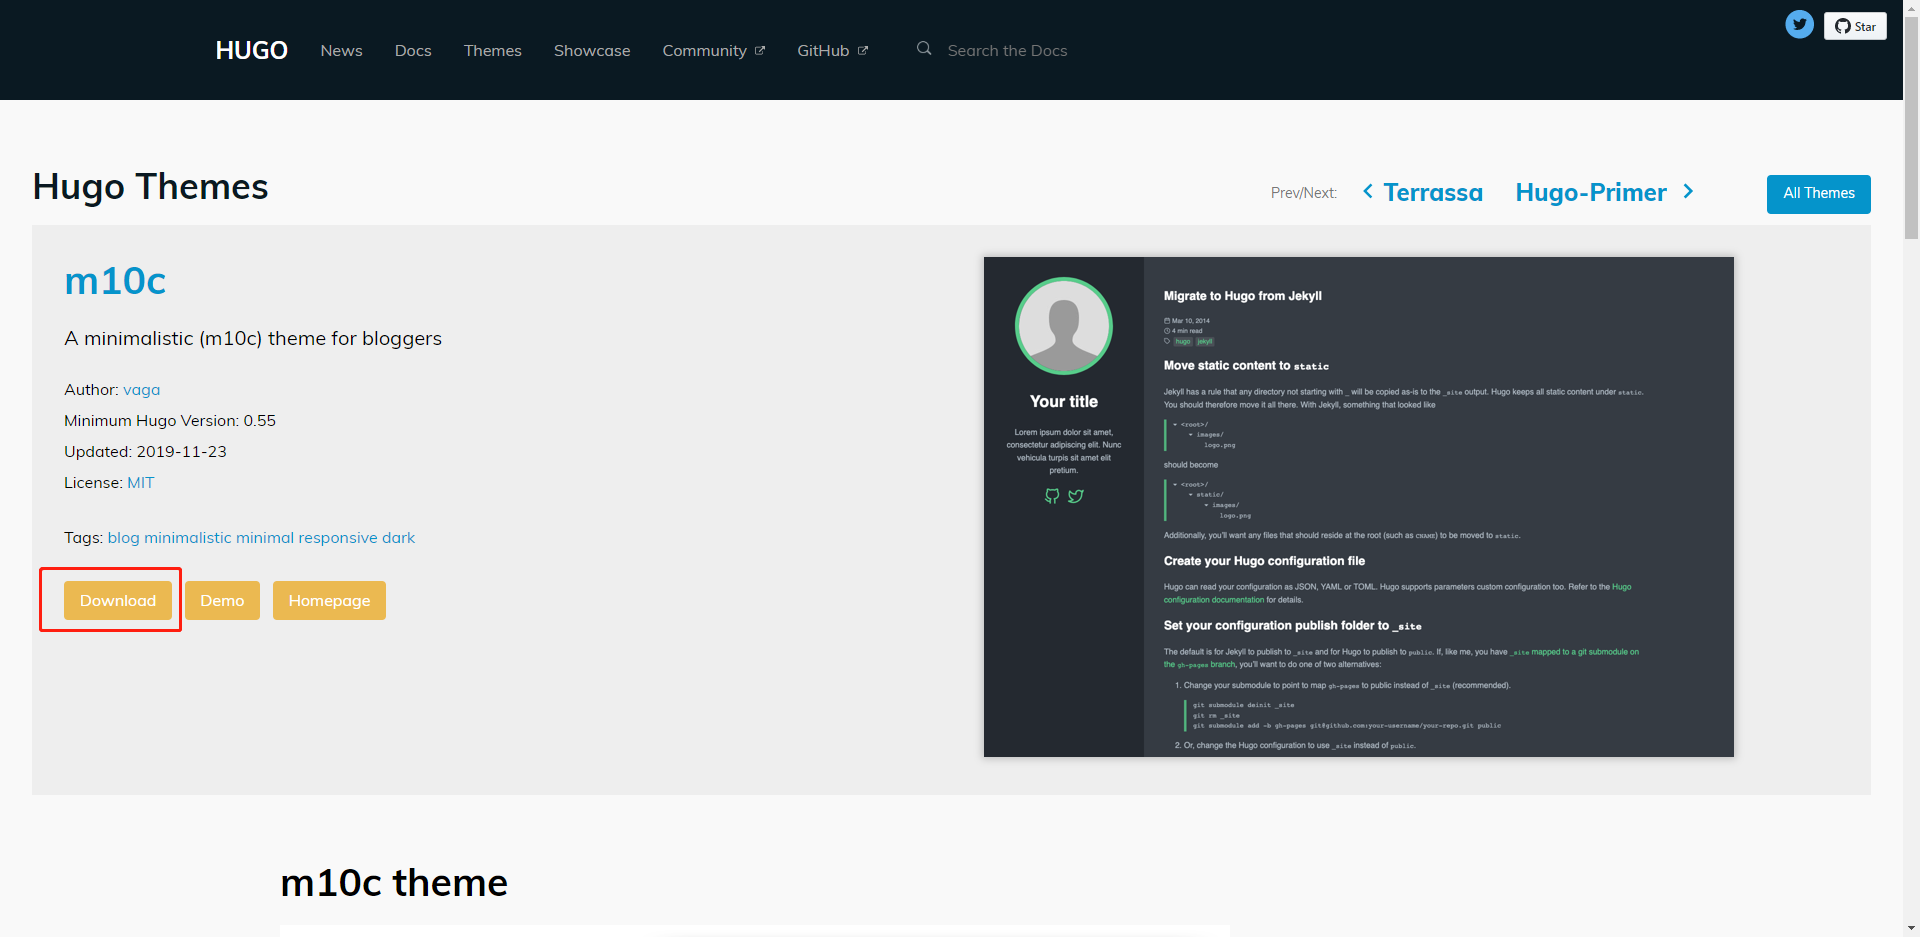 HUGO News Docs Themes Showcase Community GitHub Search the Docs
Star
Hugo Themes
Prev/Next: Terrassa Hugo-Primer All Themes
m10c
A minimalistic (m10c) theme for bloggers
Author: vaga
Minimum Hugo Version: 0.55
Updated: 2019-11-23
License: MIT
Tags: blog minimalistic minimal responsive dark
Download Demo Homepage
Your title
Lorem ipsum dolor sit amet,
consectetur adipiscing elit. Nunc
vehicula turpis sit amet elit
pretium.
Migrate to Hugo from Jekyll
Mar 10, 2014
4 min read
hugo jekyll
Move static content to static
Jekyll has a rule that any directory not starting with _ will be copied as-is to the _site output. Hugo keeps all static content under static.
You should therefore move it all there. With Jekyll, something that looked like
▾ <root>/
▾ images/
logo.png
should become
▾ <root>/
▾ static/
▾ images/
logo.png
Additionally, you'll want any files that should reside at the root (such as CNAME) to be moved to static.
Create your Hugo configuration file
Hugo can read your configuration as JSON, YAML or TOML. Hugo supports parameters custom configuration too. Refer to the Hugo
configuration documentation for details.
Set your configuration publish folder to _site
The default is for Jekyll to publish to _site and for Hugo to publish to public. If, like me, you have _site mapped to a git submodule on
the gh-pages branch, you'll want to do one of two alternatives:
1. Change your submodule to point to map gh-pages to public instead of _site (recommended).
git submodule deinit _site
git rm _site
git submodule add -b gh-pages git@github.com:your-username/your-repo.git public
2. Or, change the Hugo configuration to use _site instead of public.
m10c theme